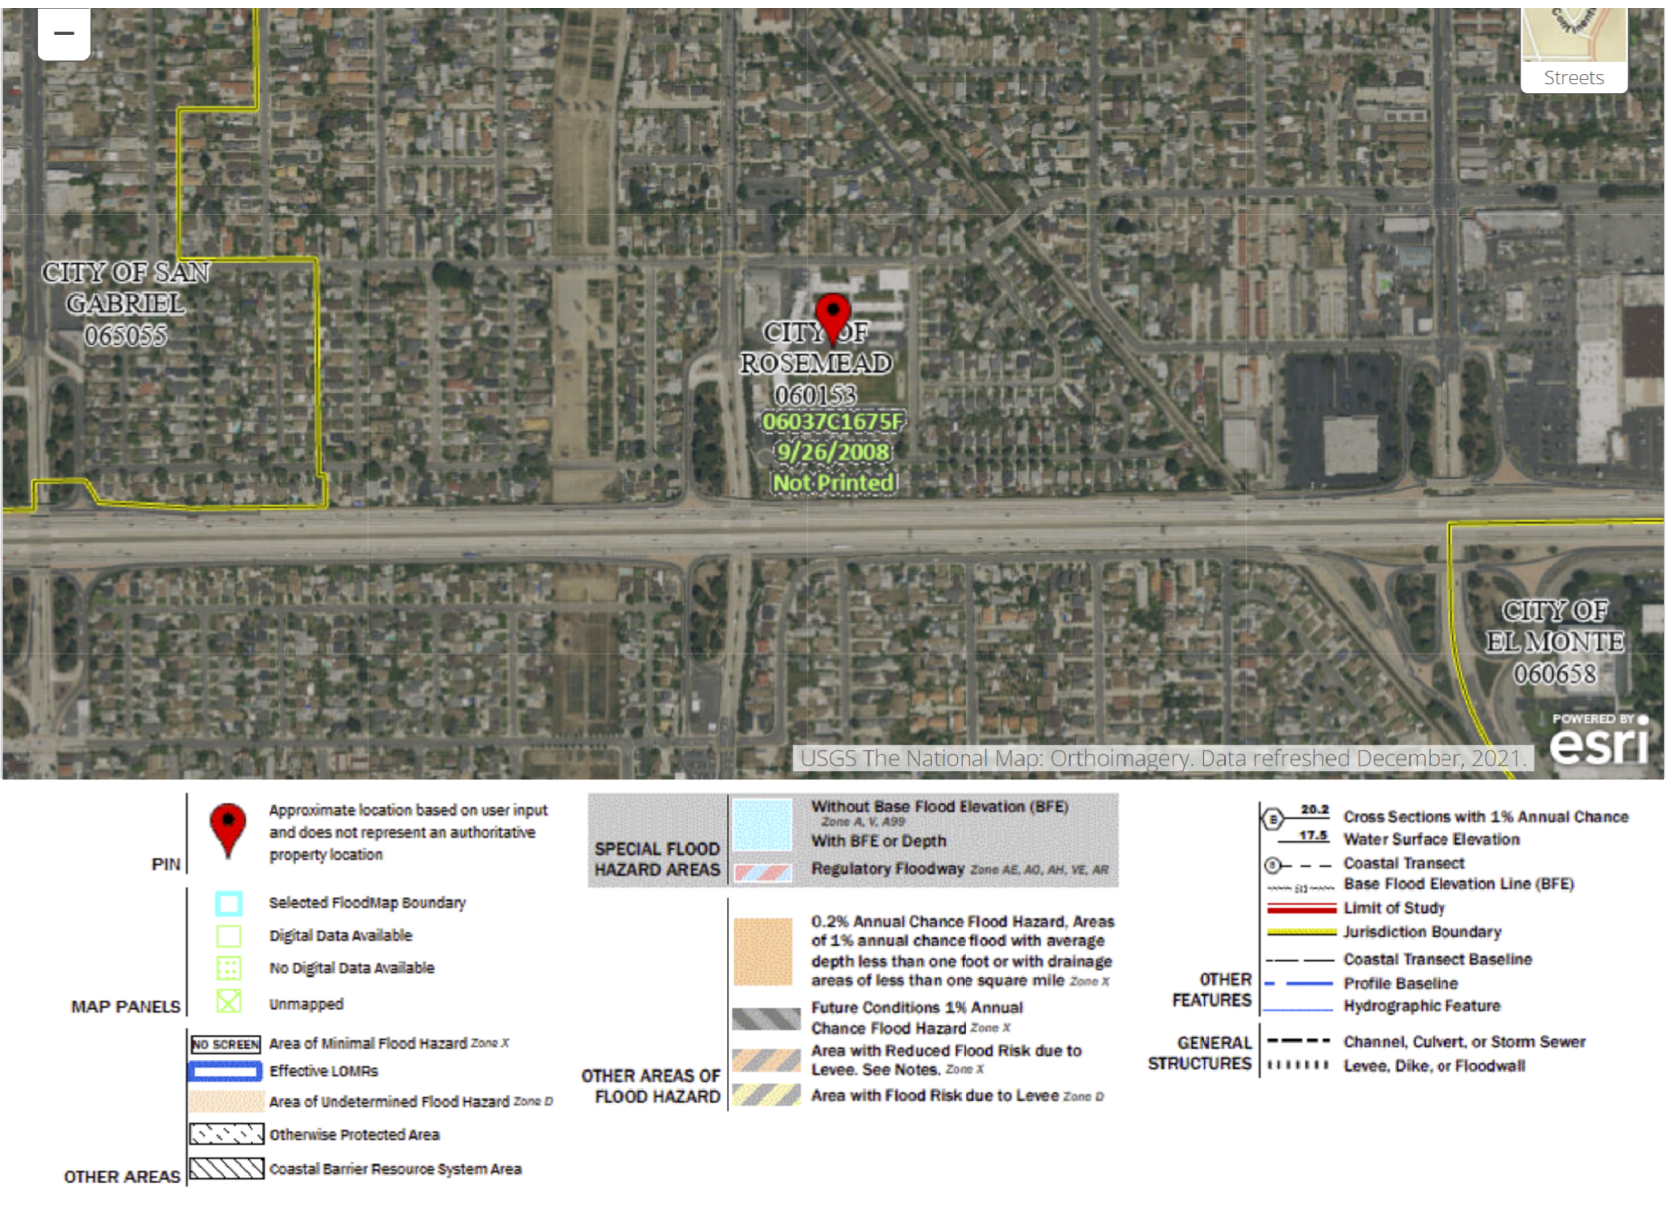 Streets
CITY OF SAN
GABRIEL
065055
CITY OF
ROSEMEAD
060153
06037C1675F
9/26/2008
Not Printed
CITY OF
EL MONTE
060658
POWERED BY
esri
USGS The National Map: Orthoimagery. Data refreshed December, 2021.
PIN
Approximate location based on user input
and does not represent an authoritative
property location
MAP PANELS
Selected FloodMap Boundary
Digital Data Available
No Digital Data Available
Unmapped
OTHER AREAS
NO SCREEN Area of Minimal Flood Hazard Zone X
Effective LOMRs
Area of Undetermined Flood Hazard Zone D
Otherwise Protected Area
Coastal Barrier Resource System Area
SPECIAL FLOOD
HAZARD AREAS
Without Base Flood Elevation (BFE)
Zone A, V, A99
With BFE or Depth
Regulatory Floodway Zone AE, AO, AH, VE, AR
OTHER AREAS OF
FLOOD HAZARD
0.2% Annual Chance Flood Hazard, Areas
of 1% annual chance flood with average
depth less than one foot or with drainage
areas of less than one square mile Zone X
Future Conditions 1% Annual
Chance Flood Hazard Zone X
Area with Reduced Flood Risk due to
Levee. See Notes. Zone X
Area with Flood Risk due to Levee Zone D
OTHER
FEATURES
B 20.2 Cross Sections with 1% Annual Chance
17.5 Water Surface Elevation
Coastal Transect
Base Flood Elevation Line (BFE)
Limit of Study
Jurisdiction Boundary
Coastal Transect Baseline
Profile Baseline
Hydrographic Feature
GENERAL
STRUCTURES
Channel, Culvert, or Storm Sewer
Levee, Dike, or Floodwall